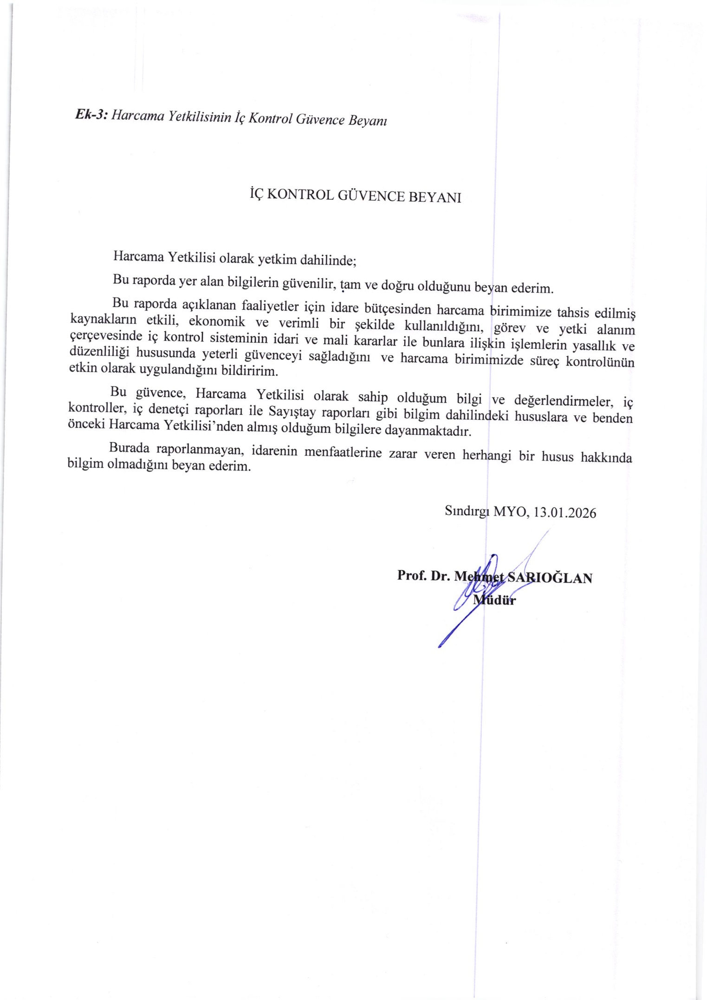 Ek-3: Harcama Yetkilisinin İç Kontrol Güvence Beyanı
İÇ KONTROL GÜVENCE BEYANI
Harcama Yetkilisi olarak yetkim dahilinde;
Bu raporda yer alan bilgilerin güvenilir, tam ve doğru olduğunu beyan ederim.
Bu raporda açıklanan faaliyetler için idare bütçesinden harcama birimimize tahsis edilmiş
kaynakların etkili, ekonomik ve verimli bir şekilde kullanıldığını, görev ve yetki alanım
çerçevesinde iç kontrol sisteminin idari ve mali kararlar ile bunlara ilişkin işlemlerin yasallık ve
düzenliliği hususunda yeterli güvenceyi sağladığını ve harcama birimimizde süreç kontrolünün
etkin olarak uygulandığını bildiririm.
Bu güvence, Harcama Yetkilisi olarak sahip olduğum bilgi ve değerlendirmeler, iç
kontroller, iç denetçi raporları ile Sayıştay raporları gibi bilgim dahilindeki hususlara ve benden
önceki Harcama Yetkilisi’nden almış olduğum bilgilere dayanmaktadır.
Burada raporlanmayan, idarenin menfaatlerine zarar veren herhangi bir husus hakkında
bilgim olmadığını beyan ederim.
Sındırgı MYO, 13.01.2026
Prof. Dr. Mehmet SARIOĞLAN
Müdür